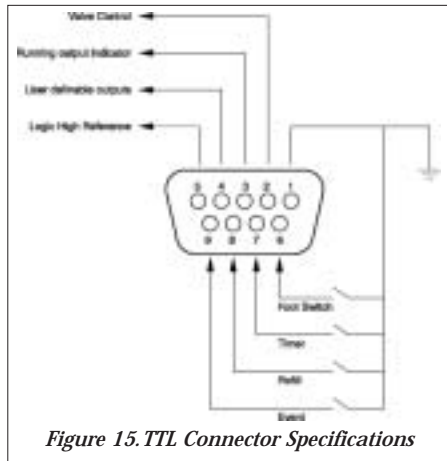 Valve Control
Running output Indicator
User definable outputs
Logic High Reference
5 4 3 2 1
9 8 7 6
Foot Switch
Timer
Refill
Event
Figure 15. TTL Connector Specifications